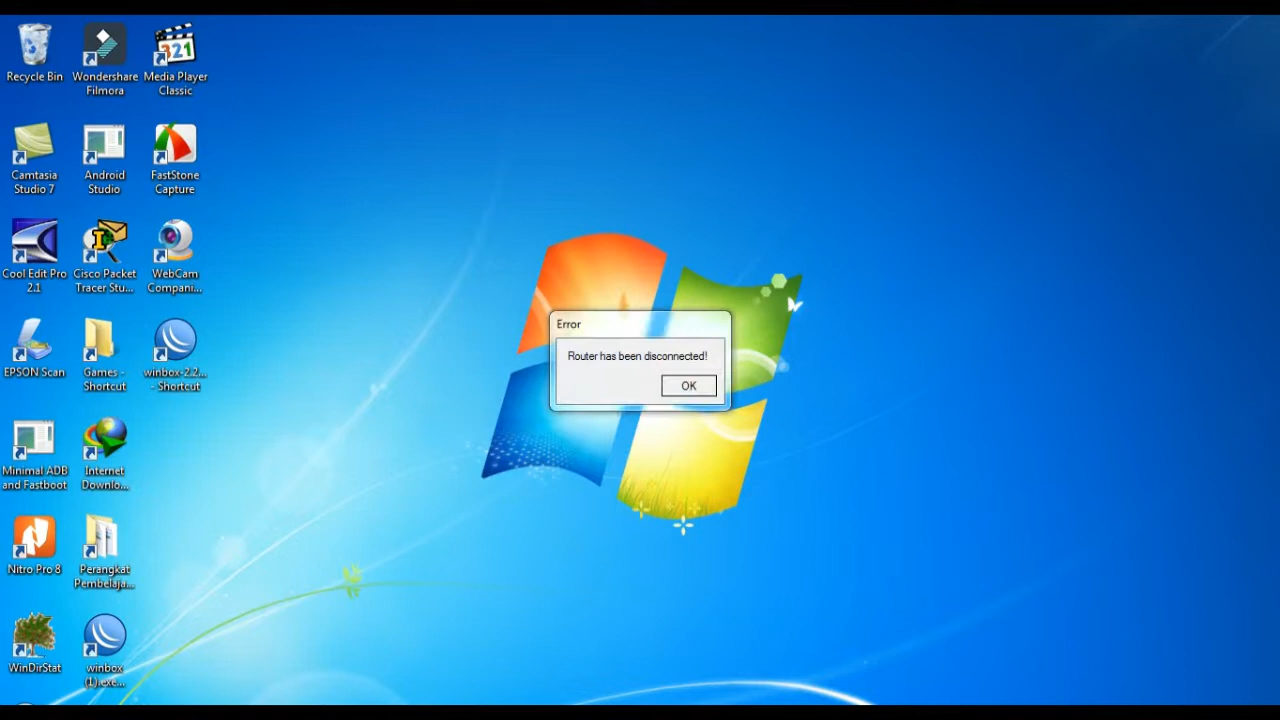 Recycle Bin
Wondershare
Filmora
Media Player
Classic
321
Camtasia
Studio 7
Android
Studio
FastStone
Capture
Cool Edit Pro
2.1
Cisco Packet
Tracer Stu...
WebCam
Compani...
Error
Router has been disconnected!
OK
EPSON Scan
Games -
Shortcut
winbox-2.2...
- Shortcut
Minimal ADB
and Fastboot
Internet
Downlo...
Nitro Pro 8
Perangkat
Pembelaja...
WinDirStat
winbox
(1).exe...